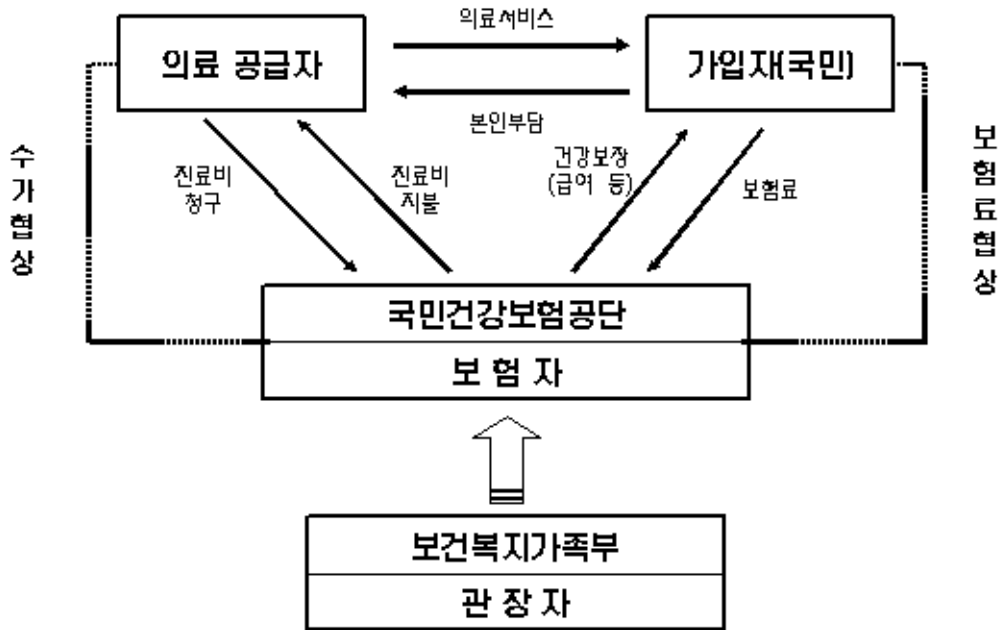 의료서비스
의료 공급자
가입자(국민)
본인부담
수가협상
진료비
청구
진료비
지불
건강보장
(급여 등)
보험료
보험료협상
국민건강보험공단
보 험 자
보건복지가족부
관 장 자